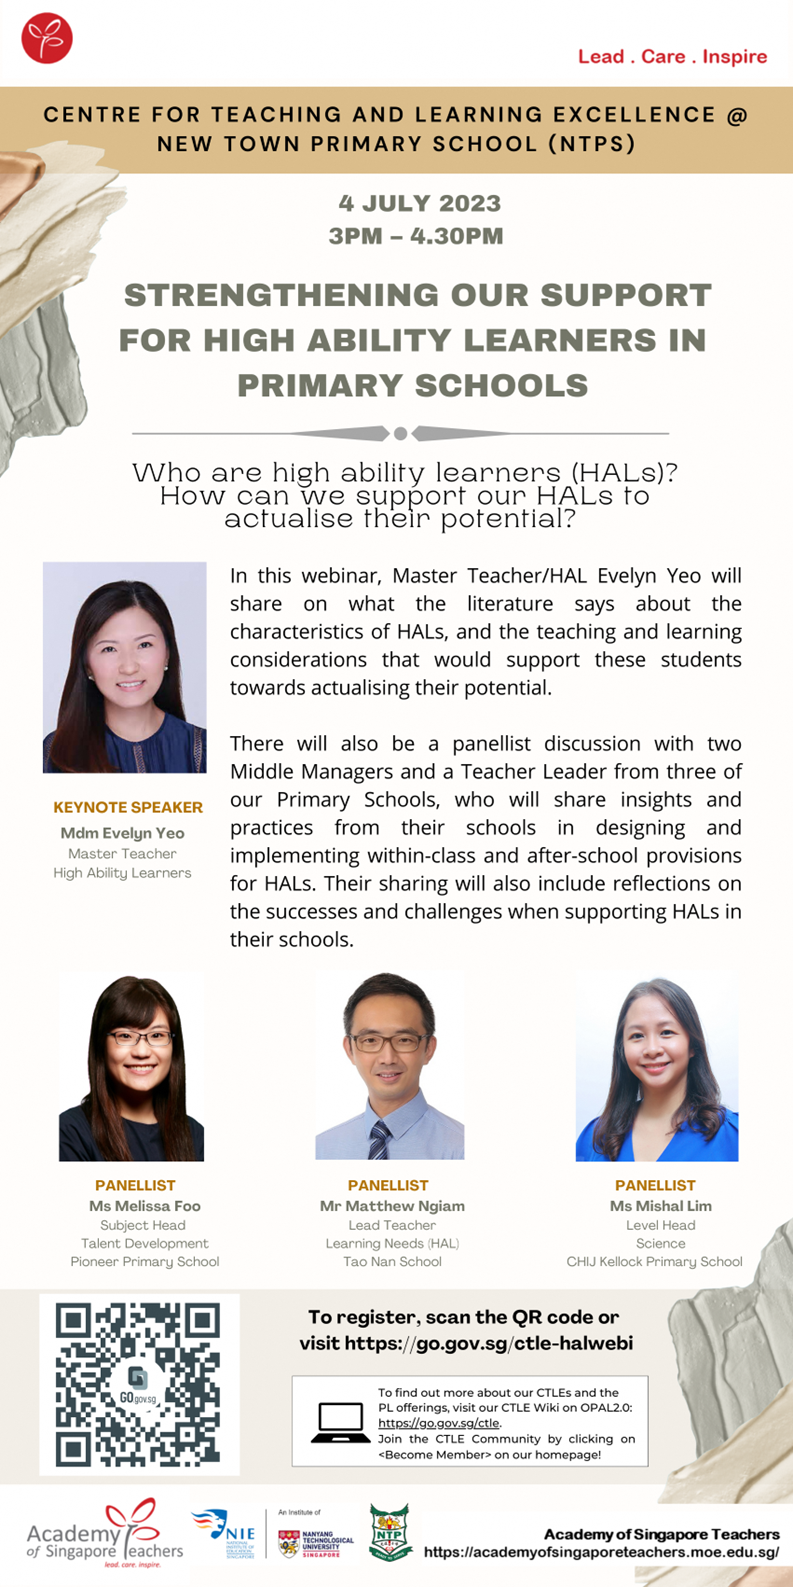 Lead . Care . Inspire
CENTRE FOR TEACHING AND LEARNING EXCELLENCE @
NEW TOWN PRIMARY SCHOOL (NTPS)
4 JULY 2023
3PM – 4.30PM
STRENGTHENING OUR SUPPORT
FOR HIGH ABILITY LEARNERS IN
PRIMARY SCHOOLS
Who are high ability learners (HALs)?
How can we support our HALs to
actualise their potential?
In this webinar, Master Teacher/HAL Evelyn Yeo will
share on what the literature says about the
characteristics of HALs, and the teaching and learning
considerations that would support these students
towards actualising their potential.
There will also be a panellist discussion with two
Middle Managers and a Teacher Leader from three of
our Primary Schools, who will share insights and
practices from their schools in designing and
implementing within-class and after-school provisions
for HALs. Their sharing will also include reflections on
the successes and challenges when supporting HALs in
their schools.
KEYNOTE SPEAKER
Mdm Evelyn Yeo
Master Teacher
High Ability Learners
PANELLIST
Ms Melissa Foo
Subject Head
Talent Development
Pioneer Primary School
PANELLIST
Mr Matthew Ngiam
Lead Teacher
Learning Needs (HAL)
Tao Nan School
PANELLIST
Ms Mishal Lim
Level Head
Science
CHIJ Kellock Primary School
GOgov.sg
To register, scan the QR code or
visit https://go.gov.sg/ctle-halwebi
To find out more about our CTLEs and the
PL offerings, visit our CTLE Wiki on OPAL2.0:
https://go.gov.sg/ctle.
Join the CTLE Community by clicking on
<Become Member> on our homepage!
Academy
of Singapore Teachers
lead. care. inspire.
NIE
NATIONAL
INSTITUTE OF
EDUCATION
SINGAPORE
An Institute of
NANYANG
TECHNOLOGICAL
UNIVERSITY
SINGAPORE
NTP
Academy of Singapore Teachers
https://academyofsingaporeteachers.moe.edu.sg/